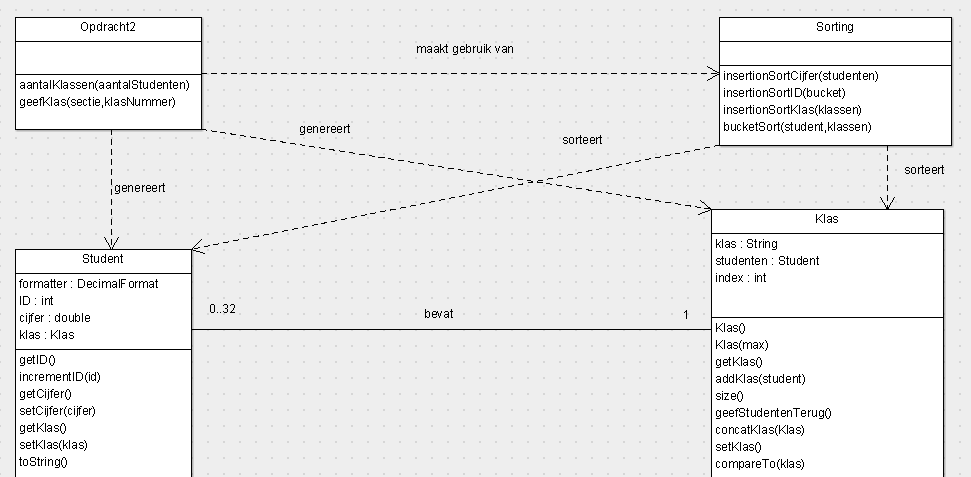 Opdracht2
aantalKlassen(aantalStudenten)
geefKlas(sectie,klasNummer)
maakt gebruik van
Sorting
insertionSortCijfer(studenten)
insertionSortID(bucket)
insertionSortKlas(klassen)
bucketSort(student,klassen)
genereert
sorteert
sorteert
genereert
Student
formatter : DecimalFormat
ID : int
cijfer : double
klas : Klas
getID()
incrementID(id)
getCijfer()
setCijfer(cijfer)
getKlas()
setKlas(klas)
toString()
0..32
bevat
1
Klas
klas : String
studenten : Student
index : int
Klas()
Klas(max)
getKlas()
addKlas(student)
size()
geefStudentenTerug()
concatKlas(Klas)
setKlas()
compareTo(klas)